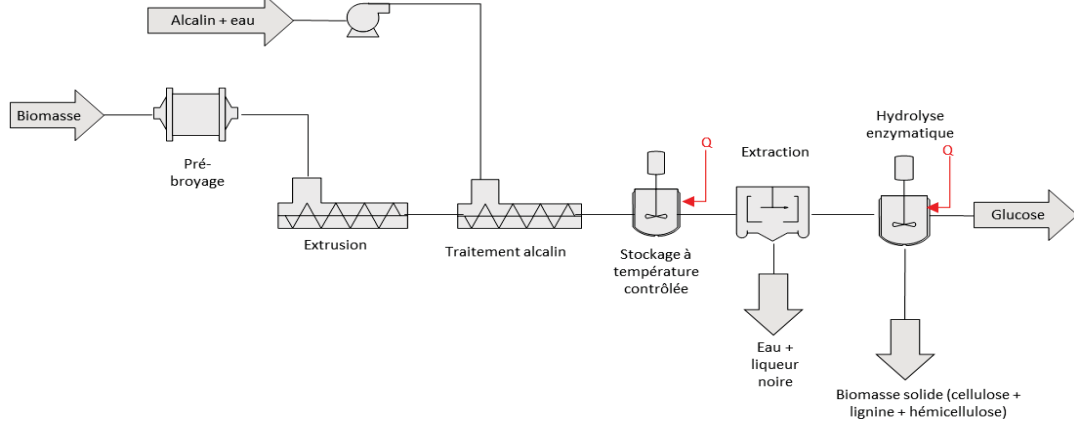 Alcalin + eau
Biomasse
Pré-
broyage
Extrusion
Traitement alcalin
Q
Stockage à
température
contrôlée
Extraction
Eau +
liqueur
noire
Hydrolyse
enzymatique
Q
Glucose
Biomasse solide (cellulose +
lignine + hémicellulose)